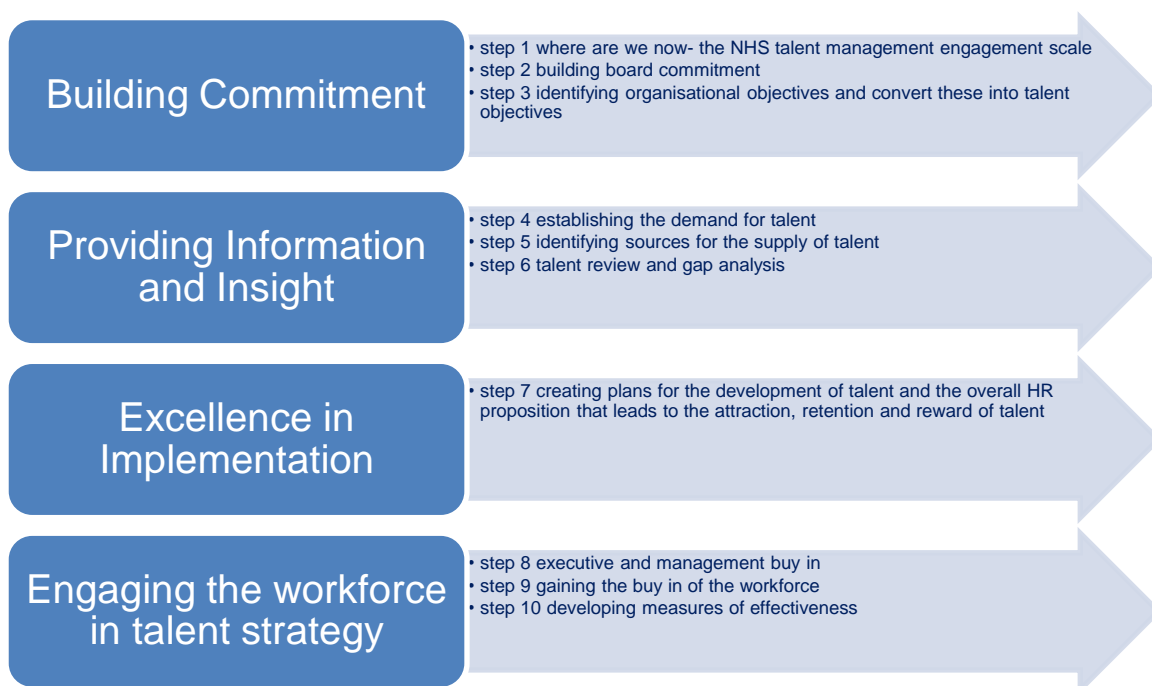 Building Commitment
• step 1 where are we now- the NHS talent management engagement scale
• step 2 building board commitment
• step 3 identifying organisational objectives and convert these into talent
objectives
Providing Information
and Insight
• step 4 establishing the demand for talent
• step 5 identifying sources for the supply of talent
• step 6 talent review and gap analysis
Excellence in
Implementation
• step 7 creating plans for the development of talent and the overall HR
proposition that leads to the attraction, retention and reward of talent
Engaging the workforce
in talent strategy
• step 8 executive and management buy in
• step 9 gaining the buy in of the workforce
• step 10 developing measures of effectiveness